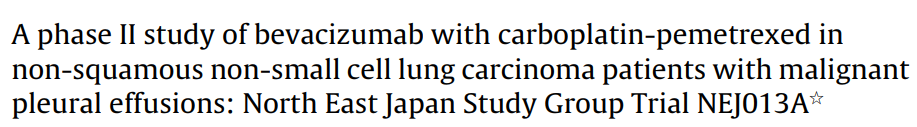 A phase II study of bevacizumab with carboplatin-pemetrexed in
non-squamous non-small cell lung carcinoma patients with malignant
pleural effusions: North East Japan Study Group Trial NEJ013A☆